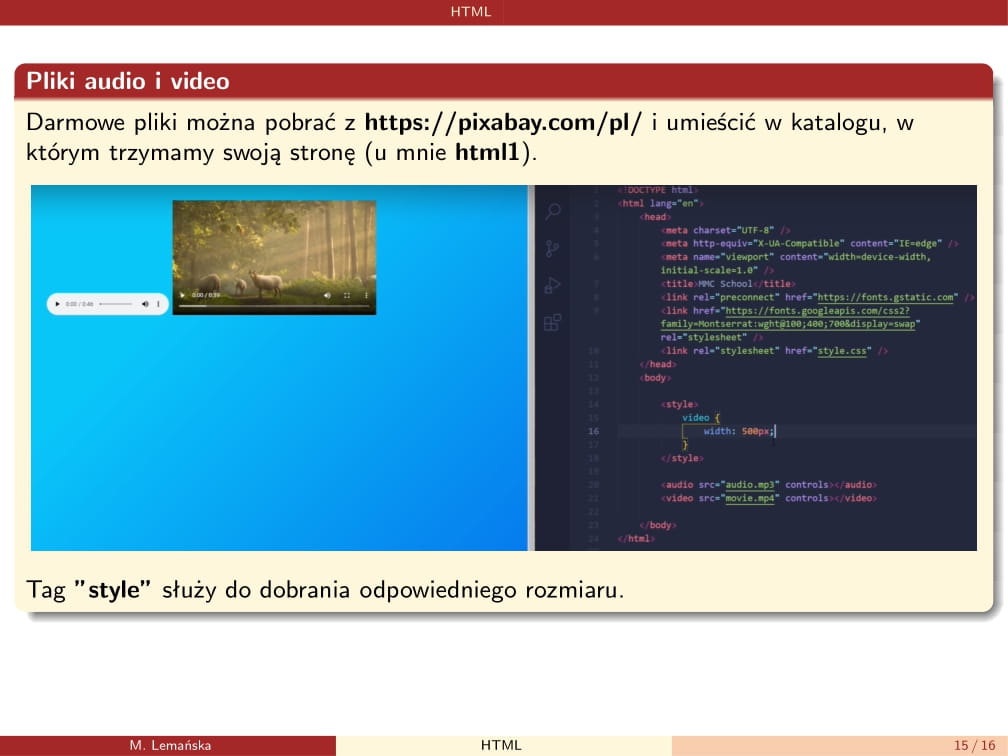 HTML
Pliki audio i video
Darmowe pliki można pobrać z https://pixabay.com/pl/ i umieścić w katalogu, w
którym trzymamy swoją stronę (u mnie html1).
0:00 / 0:46
0:00 / 0:59
1 <!DOCTYPE html>
2 <html lang="en">
3 <head>
4 <meta charset="UTF-8" />
5 <meta http-equiv="X-UA-Compatible" content="IE=edge" />
6 <meta name="viewport" content="width=device-width,
initial-scale=1.0" />
7 <title>MMC School</title>
8 <link rel="preconnect" href="https://fonts.gstatic.com" />
9 <link href="https://fonts.googleapis.com/css2?
family=Montserrat:wght@100;400;700&display=swap"
rel="stylesheet" />
10 <link rel="stylesheet" href="style.css" />
11 </head>
12 <body>
13
14 <style>
15 video {
16 width: 500px;
17 }
18 </style>
19
20 <audio src="audio.mp3" controls></audio>
21 <video src="movie.mp4" controls></video>
22
23 </body>
24 </html>
Tag "style" służy do dobrania odpowiedniego rozmiaru.
M. Lemańska
HTML
15 / 16